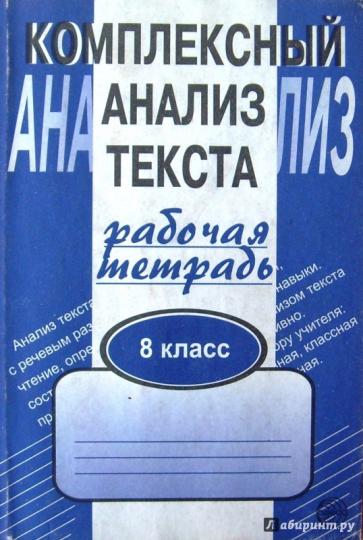 КОМПЛЕКСНЫЙ
АНАЛИЗ
АНА ЛИЗ
ТЕКСТА
рабочая
тетрадь
8 класс
Анализ текста навыки.
с речевым раз изом текста
чтение, опре ивно.
сост ору учителя:
пр ная, классная
ная.
© Лабиринт.ру